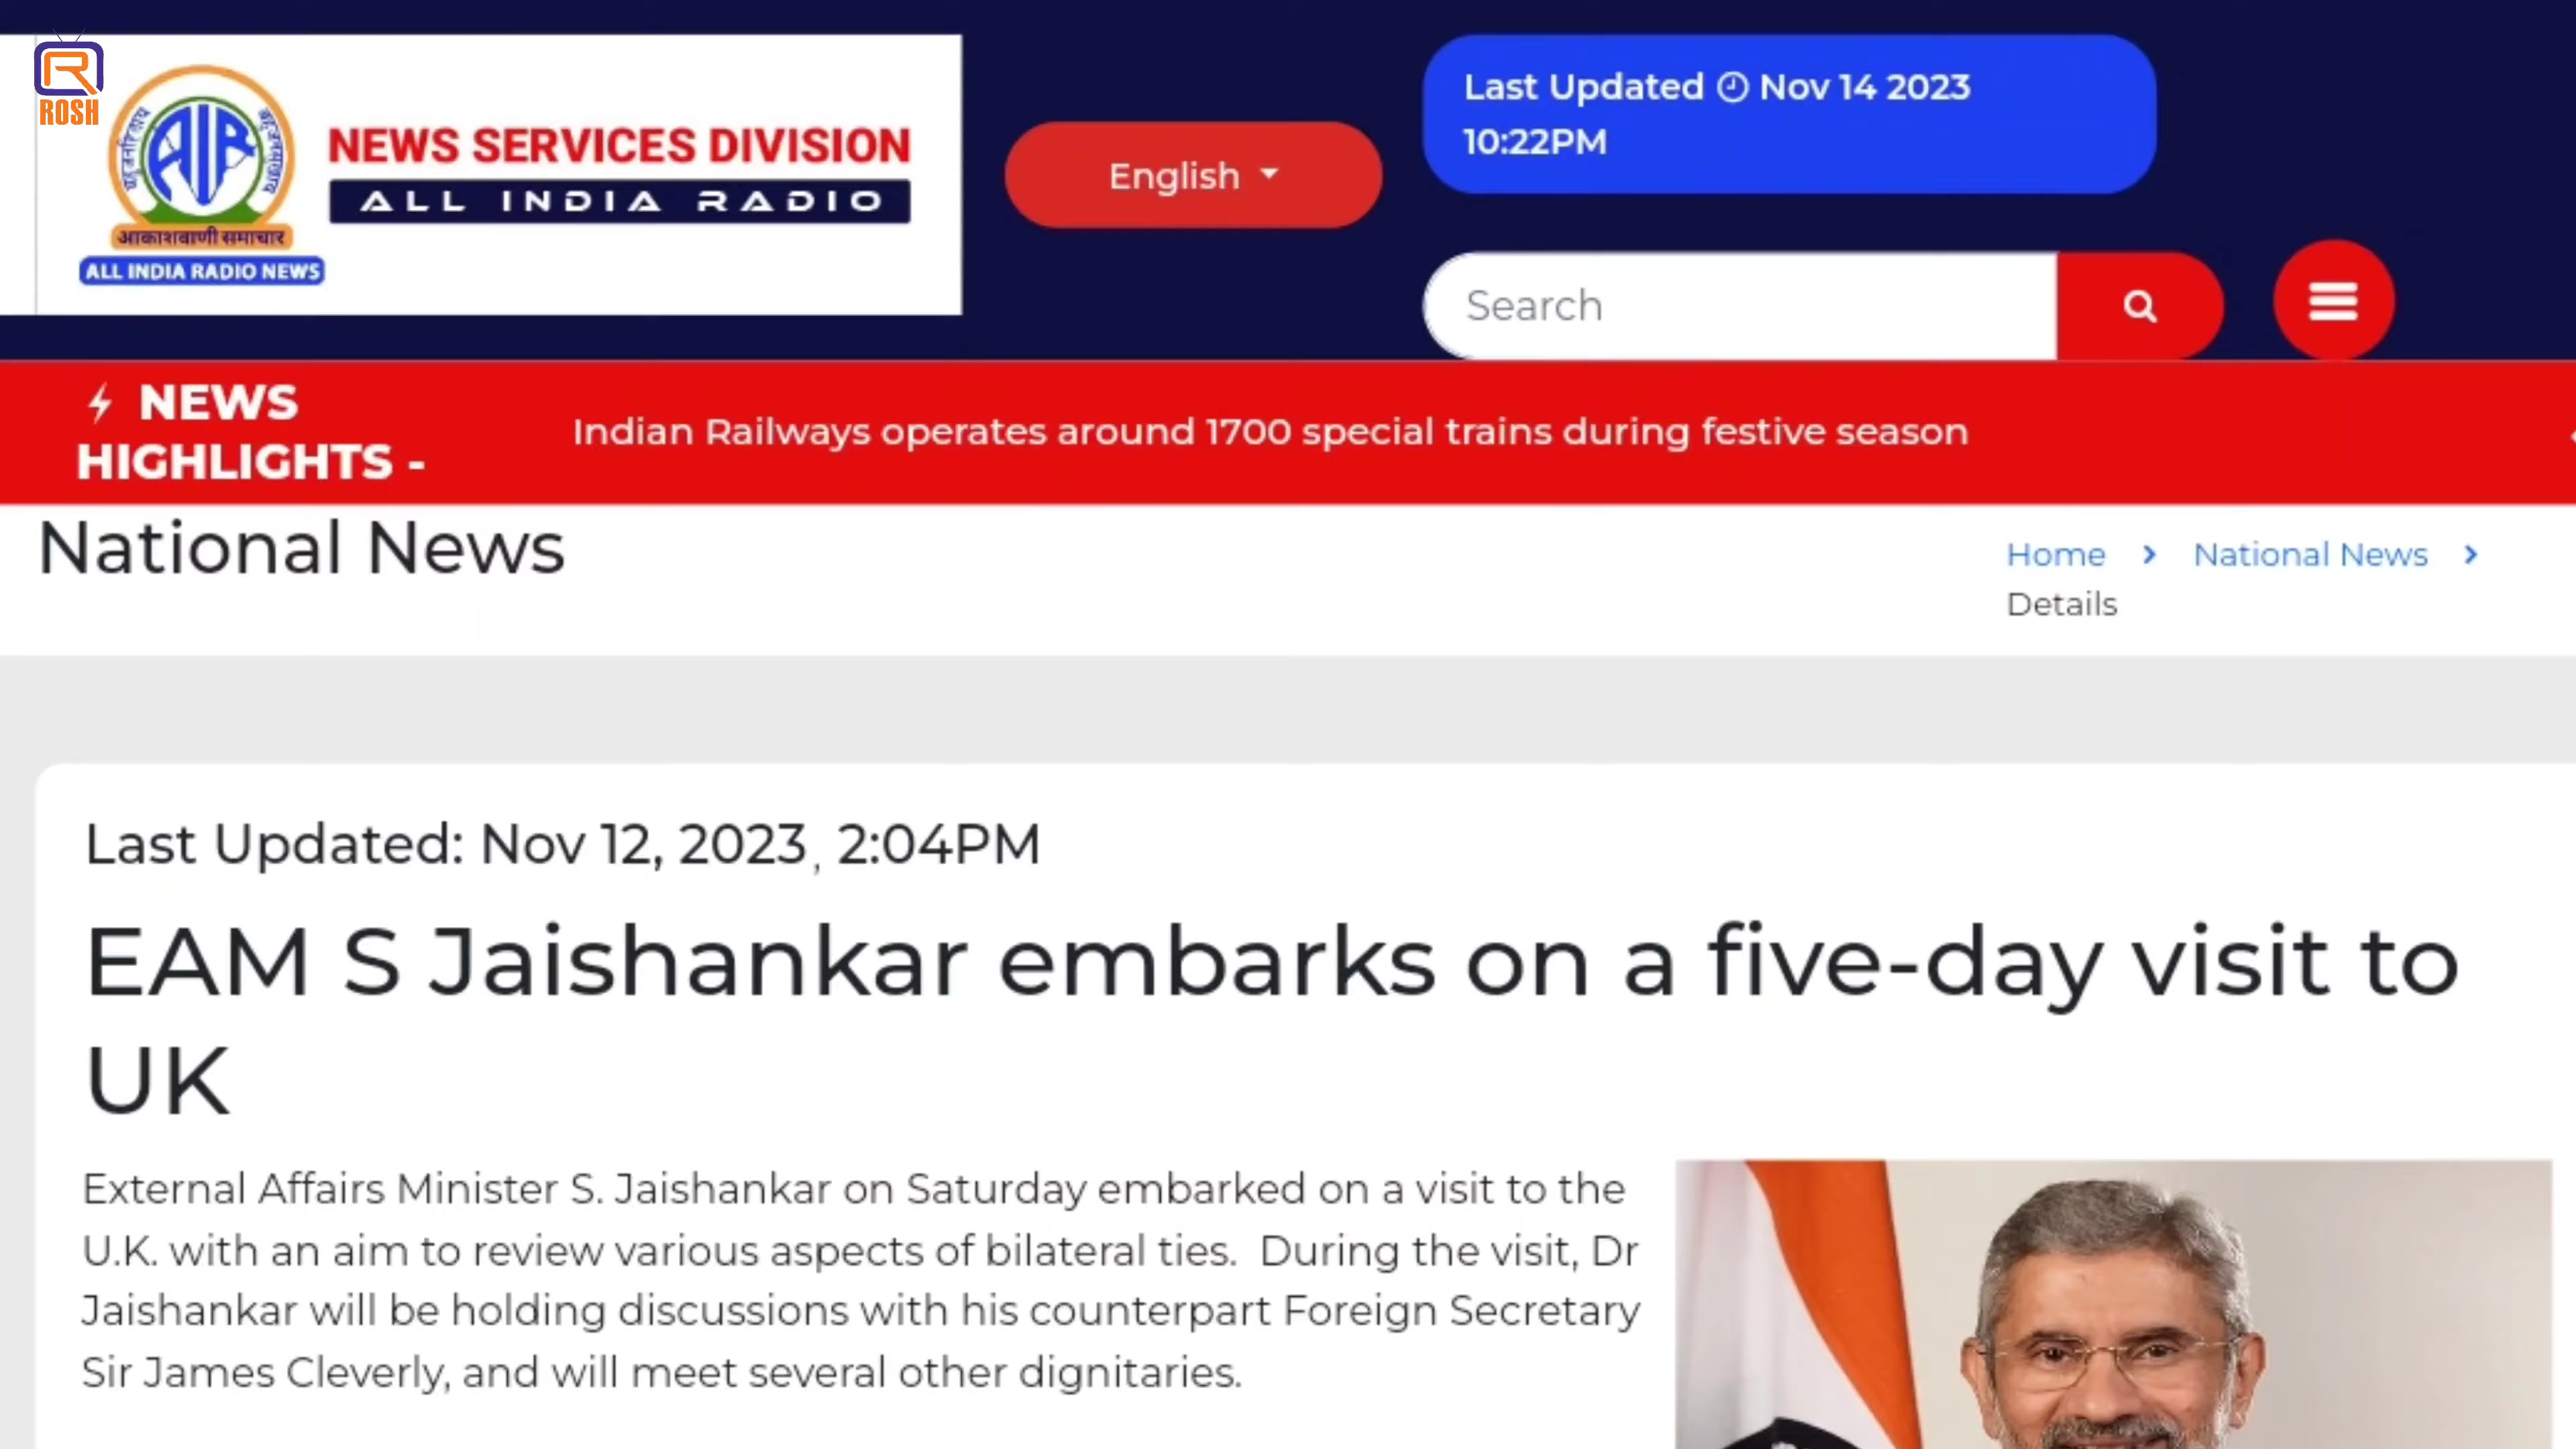 ROSH
बहुजनहिताय
बहुजनसुखाय
AIR
आकाशवाणी समाचार
ALL INDIA RADIO NEWS
NEWS SERVICES DIVISION
ALL INDIA RADIO
English
Last Updated Nov 14 2023
10:22PM
Search
NEWS
HIGHLIGHTS -
Indian Railways operates around 1700 special trains during festive season
National News
Home > National News >
Details
Last Updated: Nov 12, 2023, 2:04PM
EAM S Jaishankar embarks on a five-day visit to
UK
External Affairs Minister S. Jaishankar on Saturday embarked on a visit to the
U.K. with an aim to review various aspects of bilateral ties. During the visit, Dr
Jaishankar will be holding discussions with his counterpart Foreign Secretary
Sir James Cleverly, and will meet several other dignitaries.